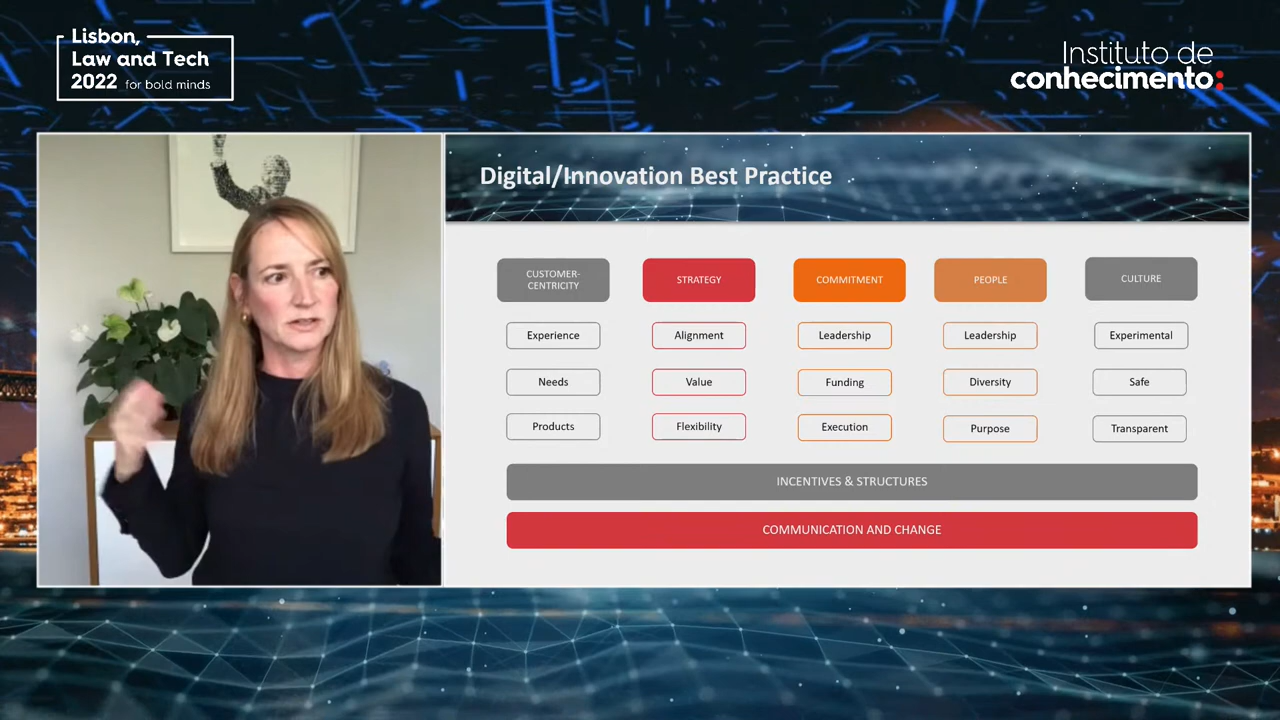 Lisbon,
Law and Tech
2022 for bold minds
Instituto de
conhecimento:
Digital/Innovation Best Practice
CUSTOMER-
CENTRICITY
STRATEGY
COMMITMENT
PEOPLE
CULTURE
Experience
Alignment
Leadership
Leadership
Experimental
Needs
Value
Funding
Diversity
Safe
Products
Flexibility
Execution
Purpose
Transparent
INCENTIVES & STRUCTURES
COMMUNICATION AND CHANGE